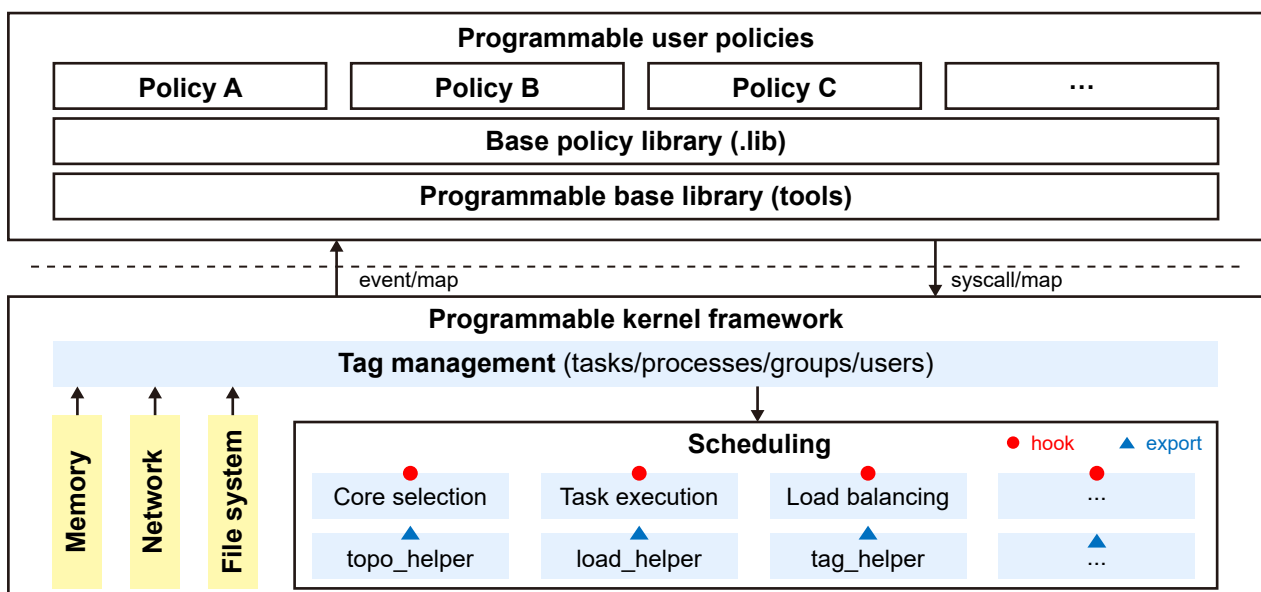 Programmable user policies
Policy A
Policy B
Policy C
...
Base policy library (.lib)
Programmable base library (tools)
event/map
syscall/map
Programmable kernel framework
Tag management (tasks/processes/groups/users)
Memory
Network
File system
Scheduling
hook
export
Core selection
Task execution
Load balancing
...
topo_helper
load_helper
tag_helper
...